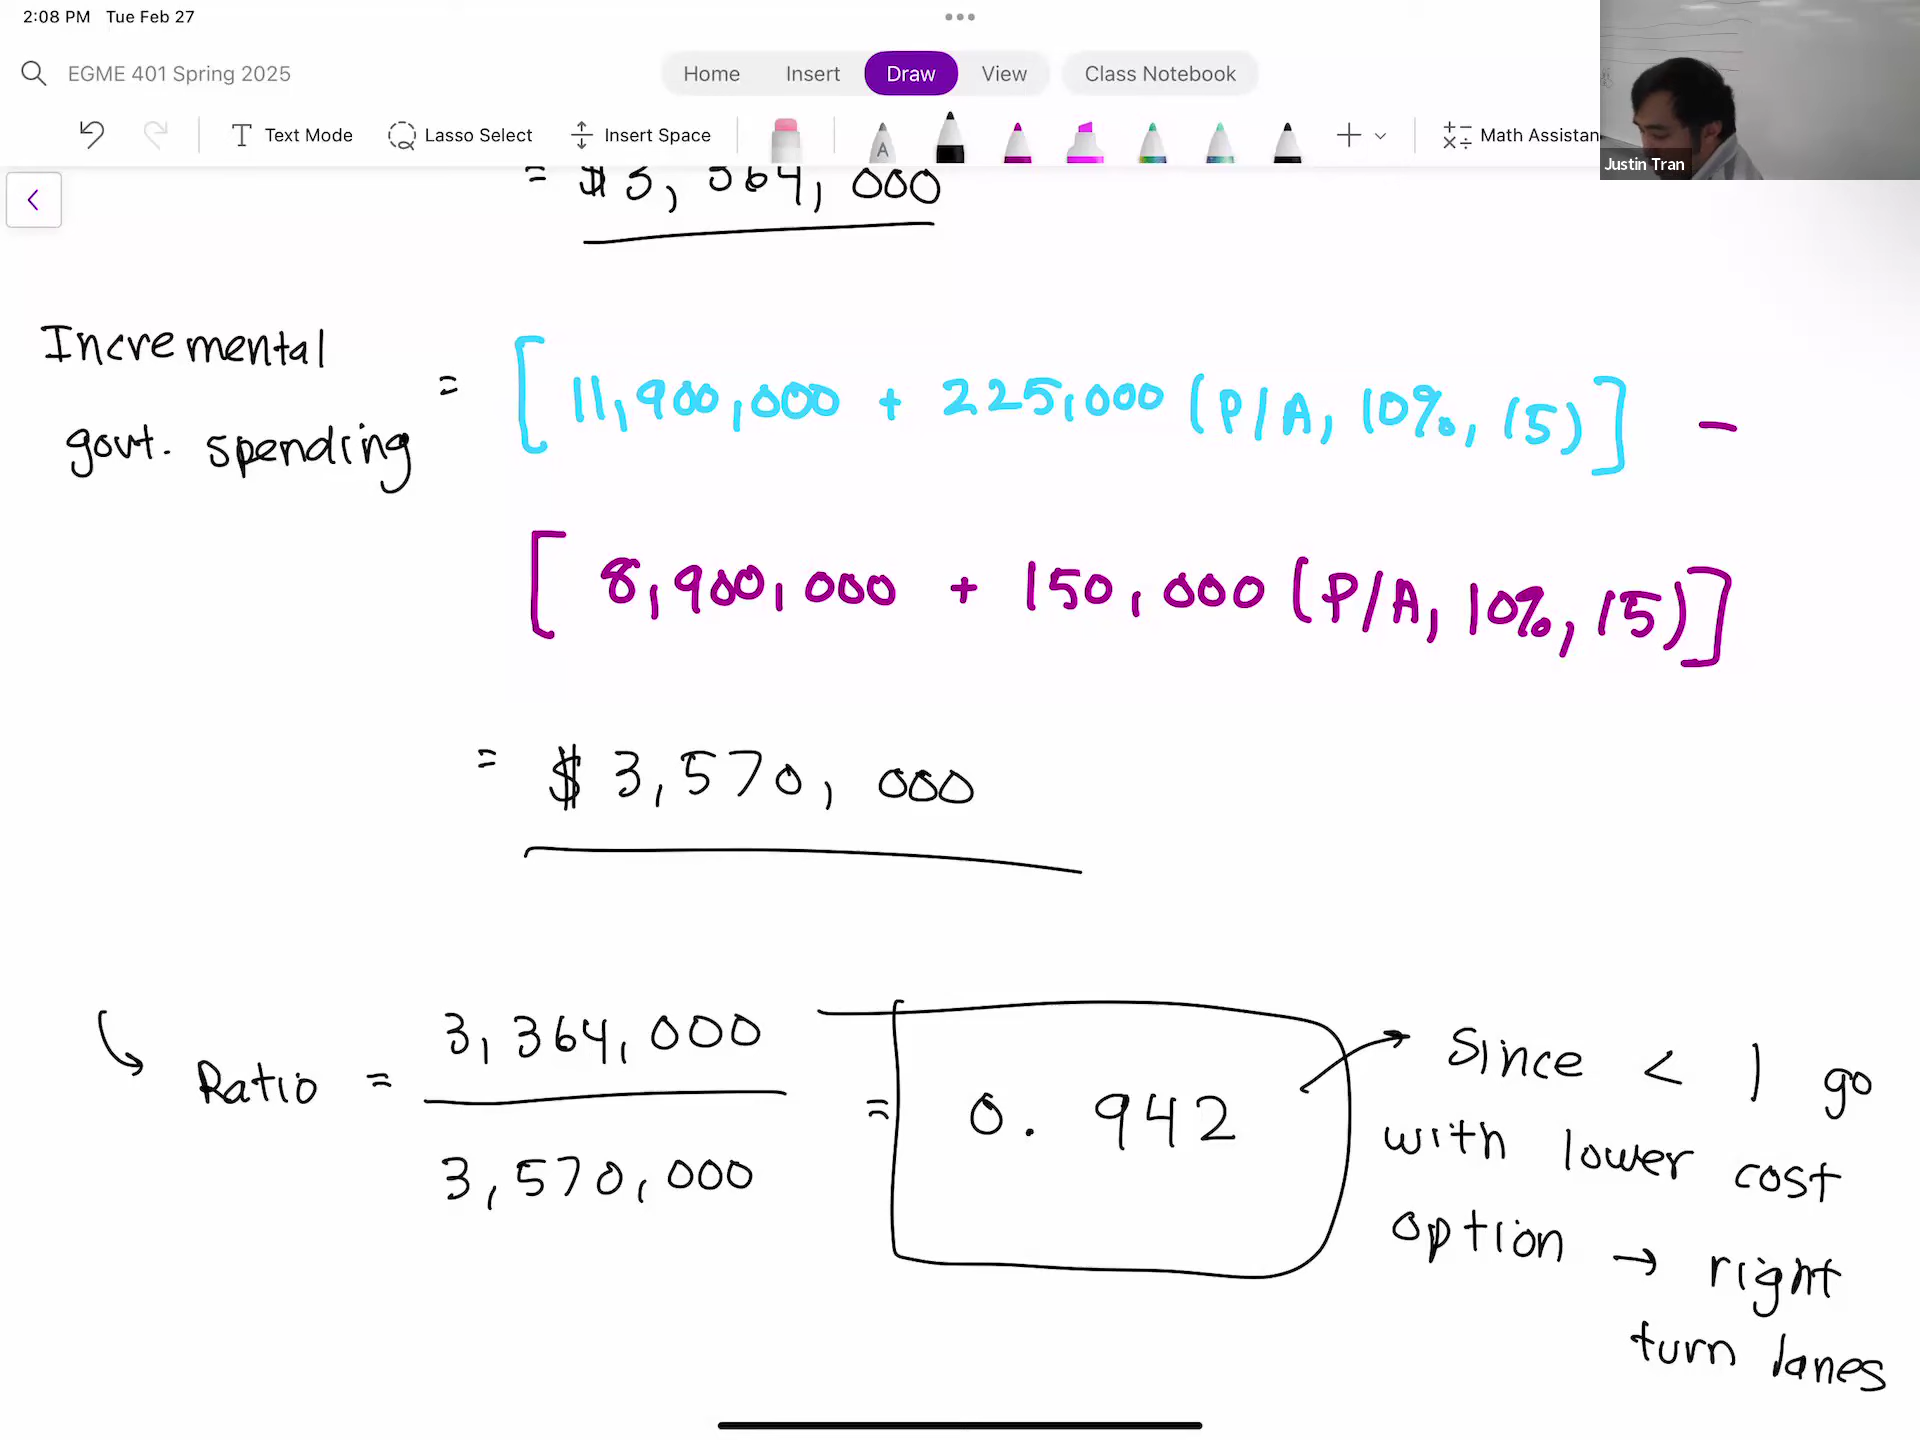 2:08 PM Tue Feb 27
EGME 401 Spring 2025
Home Insert Draw View Class Notebook
Text Mode Lasso Select Insert Space A Math Assistan
Justin Tran
= $3, 364, 000
Incremental
govt. spending
= [ 11,900,000 + 225,000 (P/A, 10%, 15) ] -
[ 8,900,000 + 150,000 (P/A, 10%, 15) ]
= $ 3,570, 000
Ratio = 3,364,000
3,570,000
= 0.942
Since < 1 go
with lower cost
option → right
turn lanes